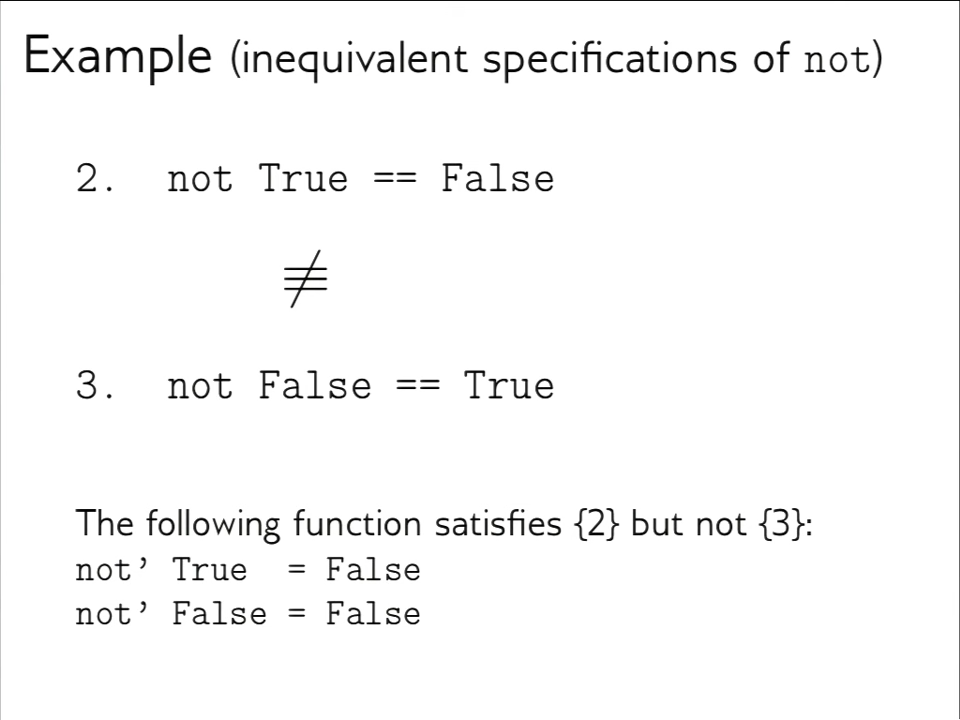 Example (inequivalent specifications of not)
2. not True == False
≢
3. not False == True
The following function satisfies {2} but not {3}:
not’ True = False
not’ False = False